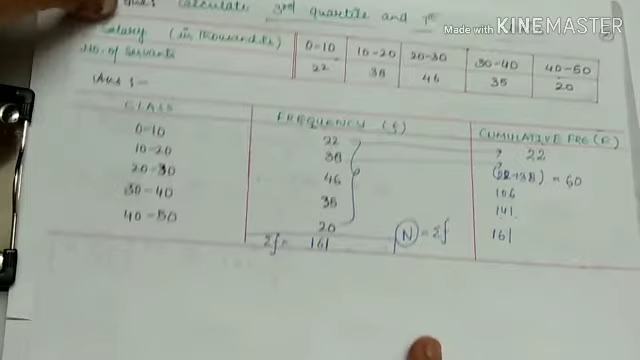 Ques: Calculate 3rd quartile and 1st
Made with KINEMASTER
Salary (in thousands) 0-10 10-20 20-30 30-40 40-50
No. of Servants 22 38 46 35 20
Ans:-
CLASS FREQUENCY (f) CUMULATIVE FRE (F)
0-10 22 22
10-20 38 (22+38) = 60
20-30 46 106
30-40 35 141
40-50 20 161
Σf = 161 N = Σf